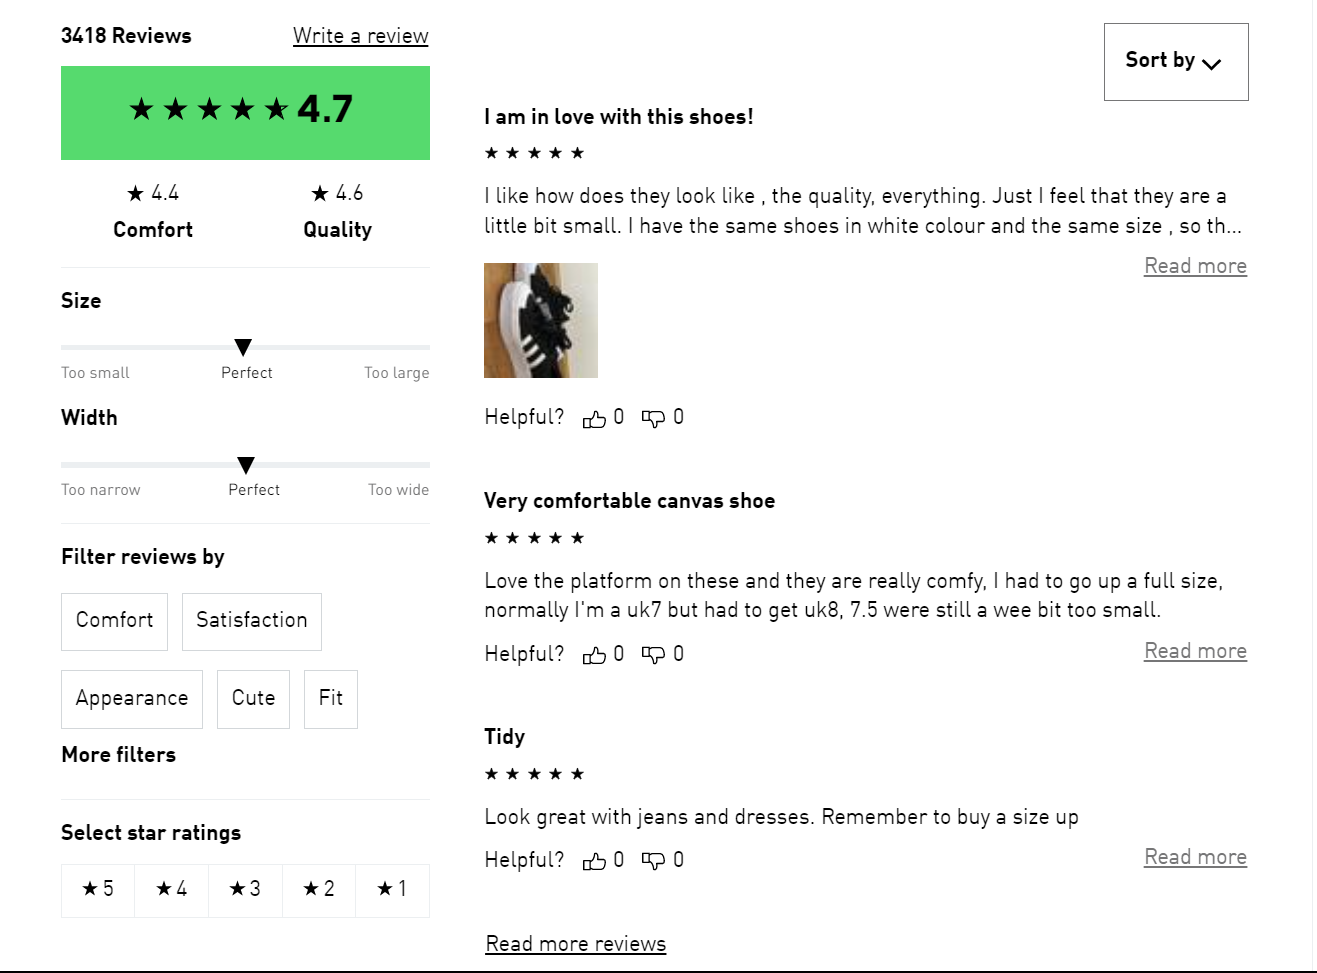 3418 Reviews
Write a review
4.7
4.4
4.6
Comfort
Quality
Size
Too small
Perfect
Too large
Width
Too narrow
Perfect
Too wide
Filter reviews by
Comfort
Satisfaction
Appearance
Cute
Fit
More filters
Select star ratings
5
4
3
2
1
Sort by
I am in love with this shoes!
I like how does they look like , the quality, everything. Just I feel that they are a
little bit small. I have the same shoes in white colour and the same size , so th...
Read more
Helpful? 0 0
Very comfortable canvas shoe
Love the platform on these and they are really comfy, I had to go up a full size,
normally I'm a uk7 but had to get uk8, 7.5 were still a wee bit too small.
Read more
Helpful? 0 0
Tidy
Look great with jeans and dresses. Remember to buy a size up
Read more
Helpful? 0 0
Read more reviews